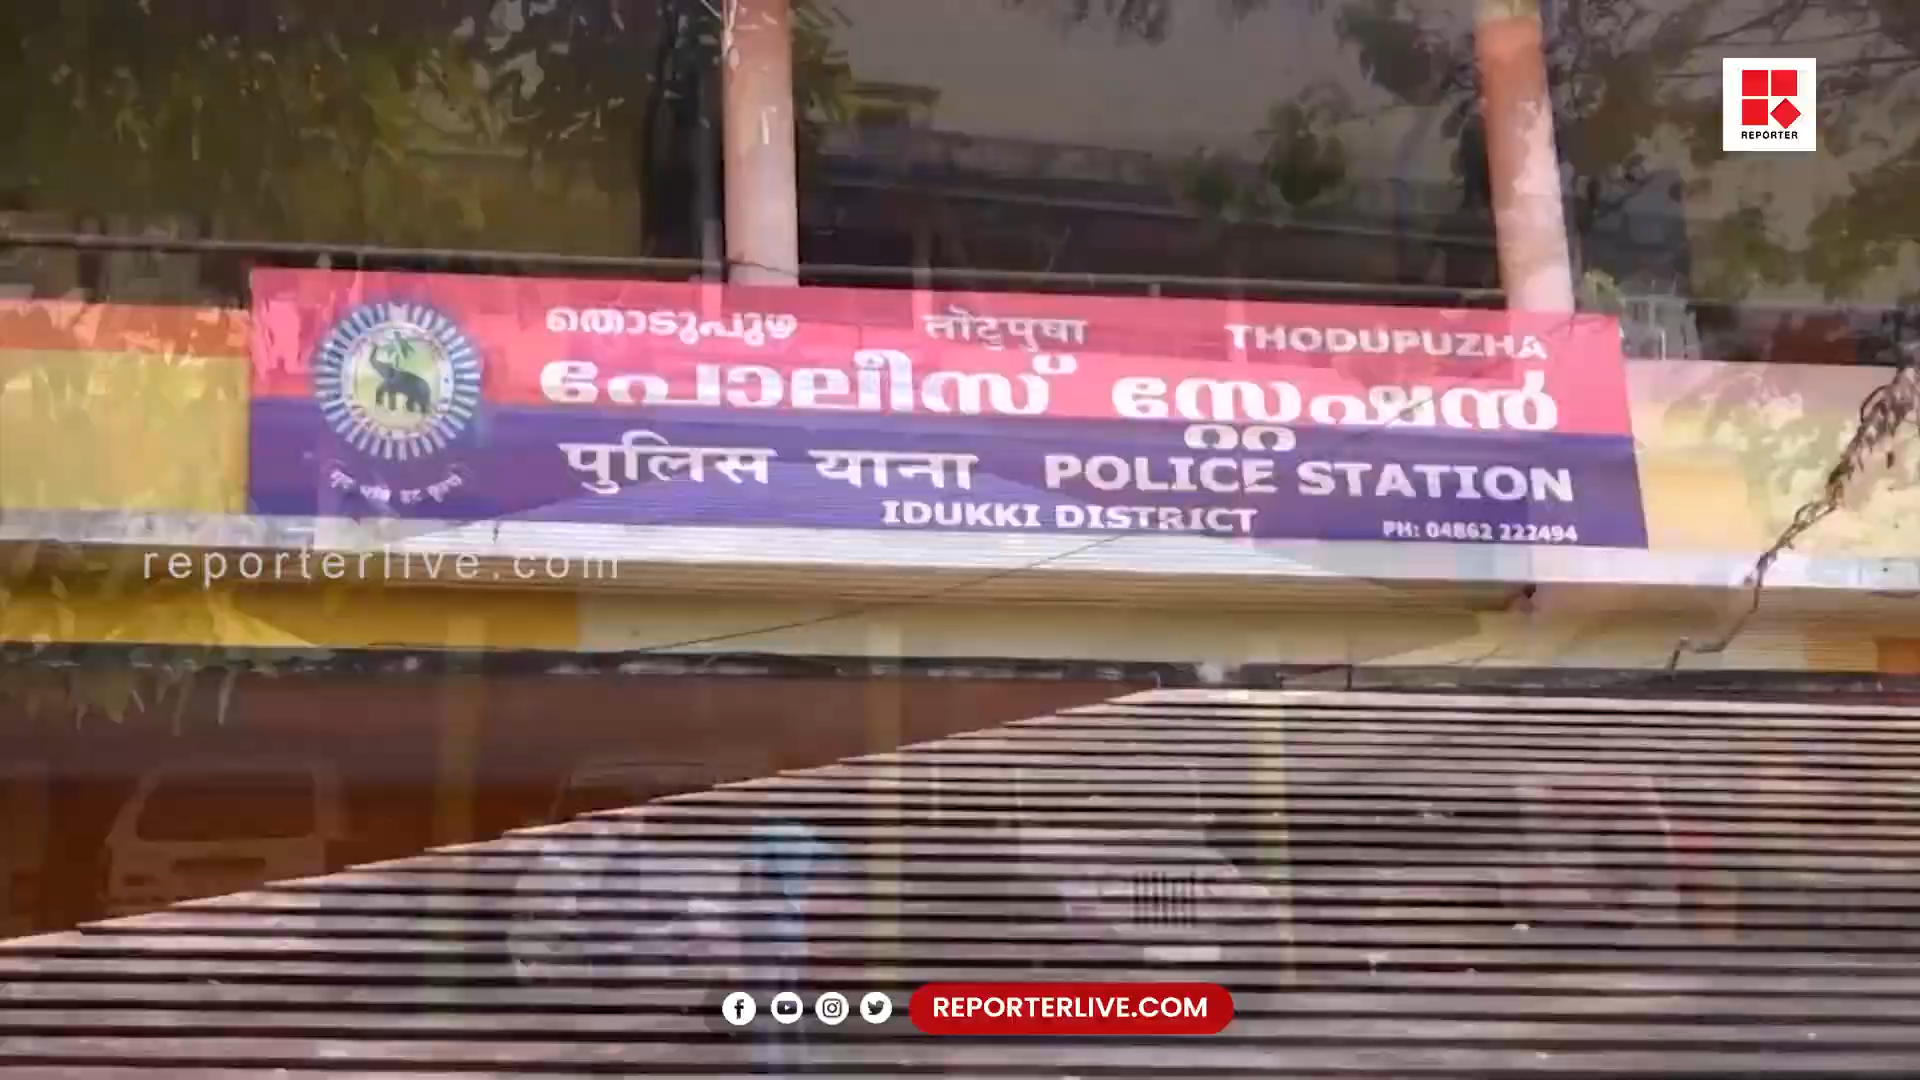 REPORTER
തൊടുപുഴ तोटुपुषा THODUPUZHA
പോലീസ് സ്റ്റേഷൻ
पुलिस याना POLICE STATION
IDUKKI DISTRICT
PH: 04862 222494
reporterlive.com
REPORTERLIVE.COM